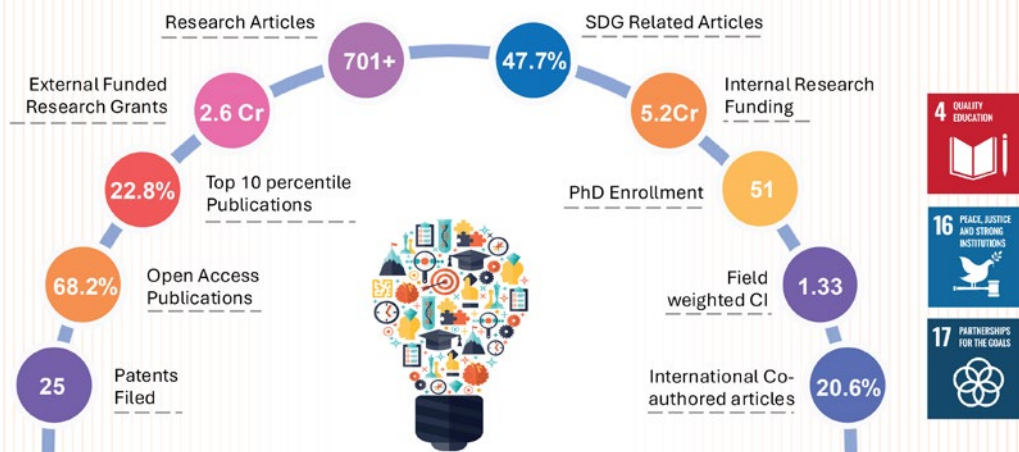 Research Articles
701+
47.7%
SDG Related Articles
External Funded
Research Grants
2.6 Cr
5.2Cr
Internal Research
Funding
22.8%
Top 10 percentile
Publications
PhD Enrollment
51
68.2%
Open Access
Publications
Field
weighted CI
1.33
25
Patents
Filed
International Co-
authored articles
20.6%
4 QUALITY
EDUCATION
16 PEACE, JUSTICE
AND STRONG
INSTITUTIONS
17 PARTNERSHIPS
FOR THE GOALS